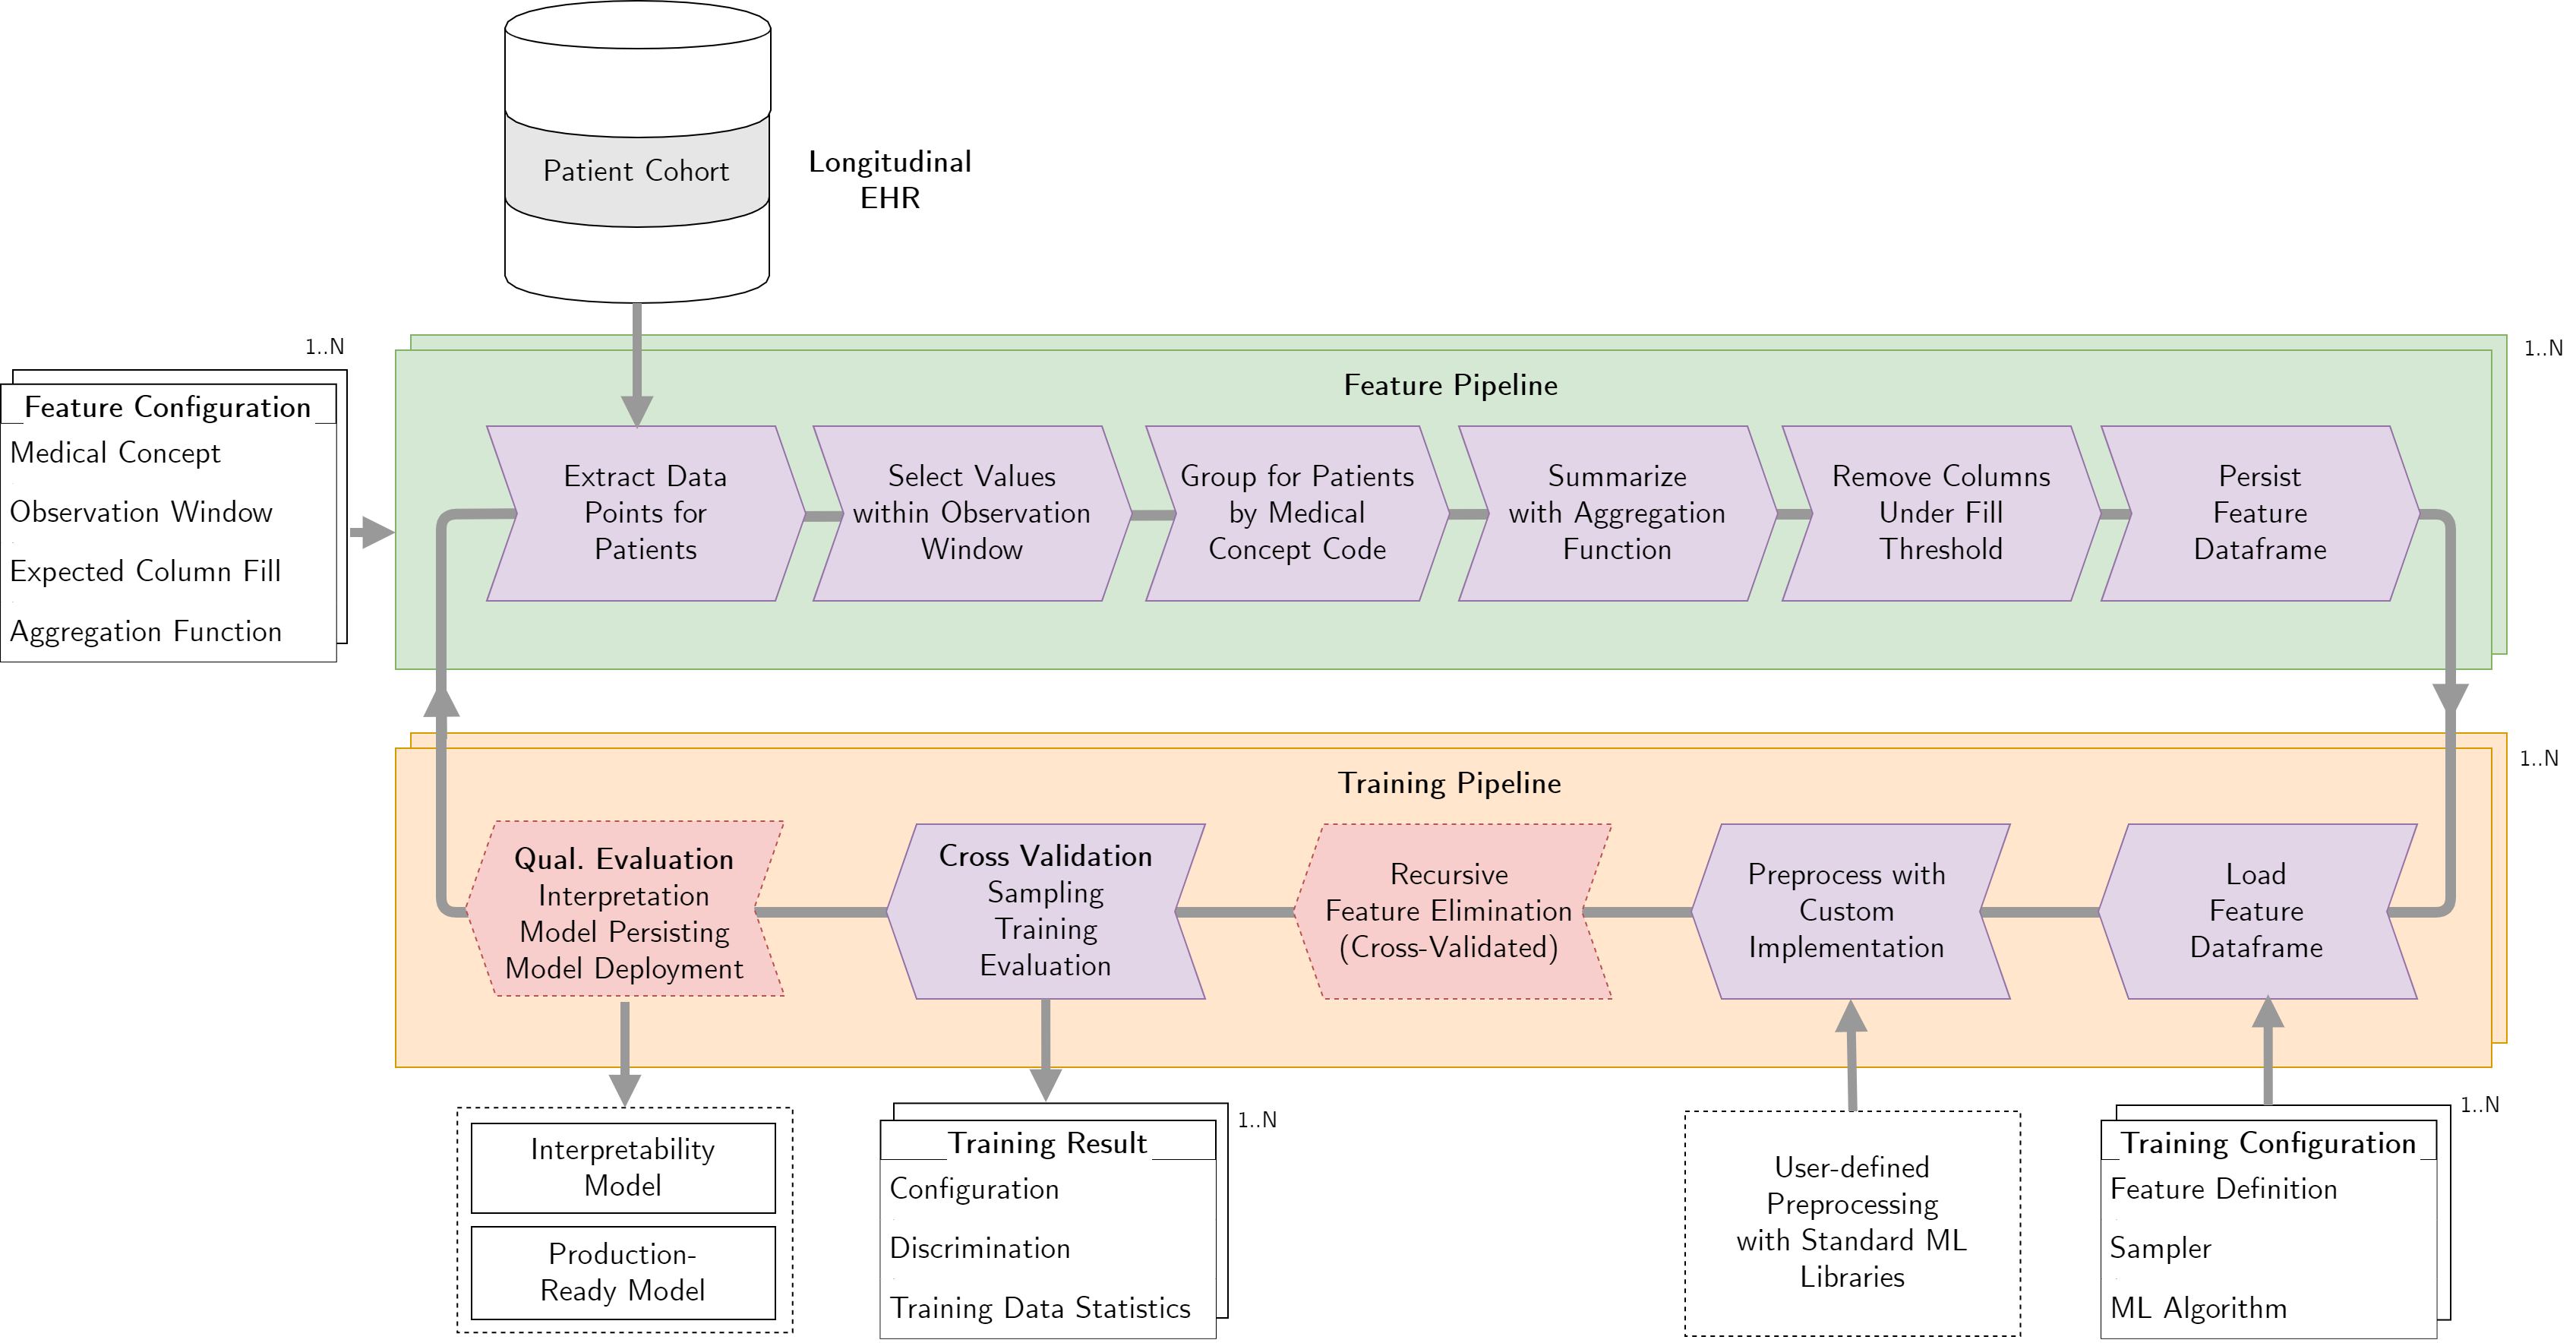 Patient Cohort
Longitudinal
EHR
1..N
Feature Configuration
Medical Concept
Observation Window
Expected Column Fill
Aggregation Function
1..N
Feature Pipeline
Extract Data
Points for
Patients
Select Values
within Observation
Window
Group for Patients
by Medical
Concept Code
Summarize
with Aggregation
Function
Remove Columns
Under Fill
Threshold
Persist
Feature
Dataframe
1..N
Training Pipeline
Qual. Evaluation
Interpretation
Model Persisting
Model Deployment
Cross Validation
Sampling
Training
Evaluation
Recursive
Feature Elimination
(Cross-Validated)
Preprocess with
Custom
Implementation
Load
Feature
Dataframe
Interpretability
Model
Production-
Ready Model
1..N
Training Result
Configuration
Discrimination
Training Data Statistics
User-defined
Preprocessing
with Standard ML
Libraries
1..N
Training Configuration
Feature Definition
Sampler
ML Algorithm